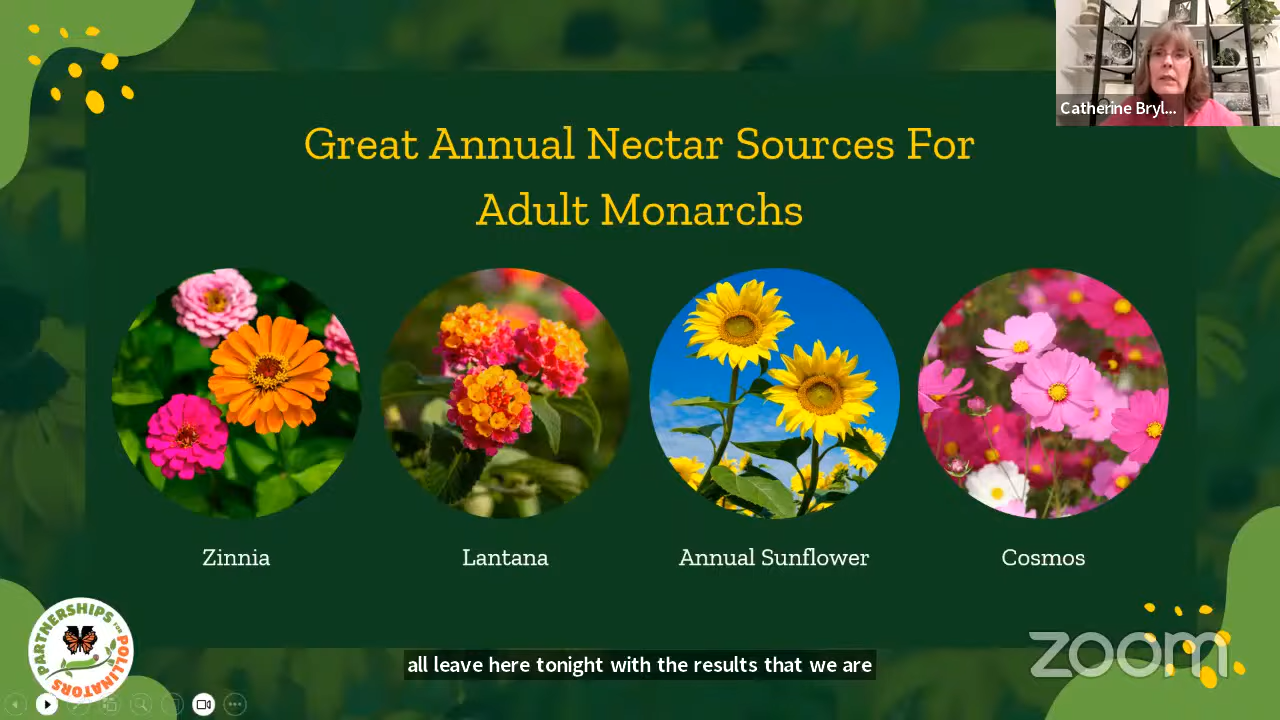 Catherine Bryl...
Great Annual Nectar Sources For
Adult Monarchs
Zinnia
Lantana
Annual Sunflower
Cosmos
PARTNERSHIPS FOR POLLINATORS
all leave here tonight with the results that we are
zoom